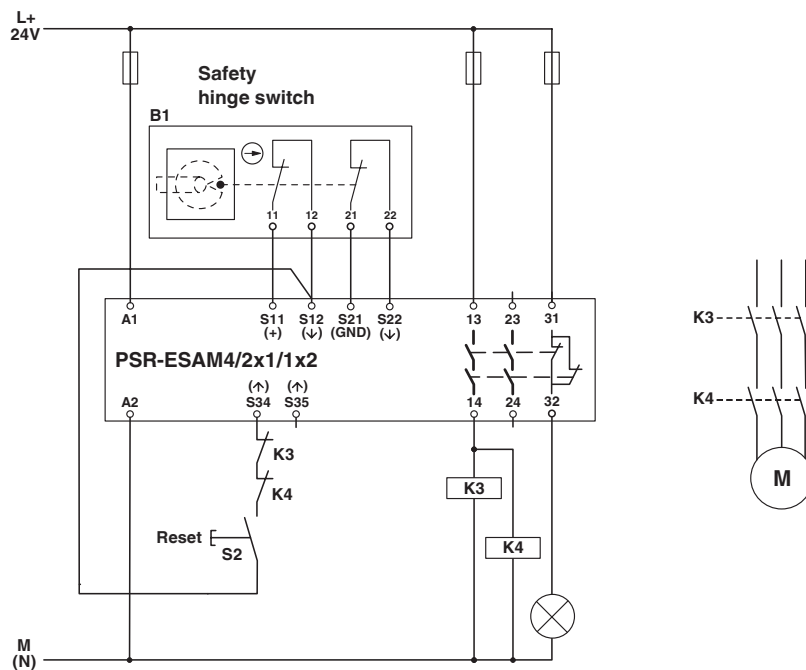 L+
24V
Safety
hinge switch
B1
11 12 21 22
A1 S11 S12 S21 S22 13 23 31
(+) (↓) (GND) (↓)
PSR-ESAM4/2x1/1x2
(↑) (↑)
A2 S34 S35 14 24 32
K3
K4
Reset
S2
K3
K4
M
(N)
K3
K4
M